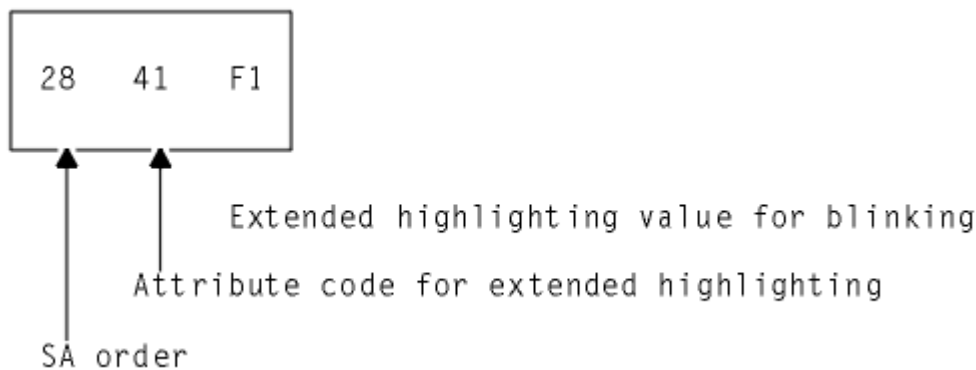 28 41 F1
Extended highlighting value for blinking
Attribute code for extended highlighting
SA order